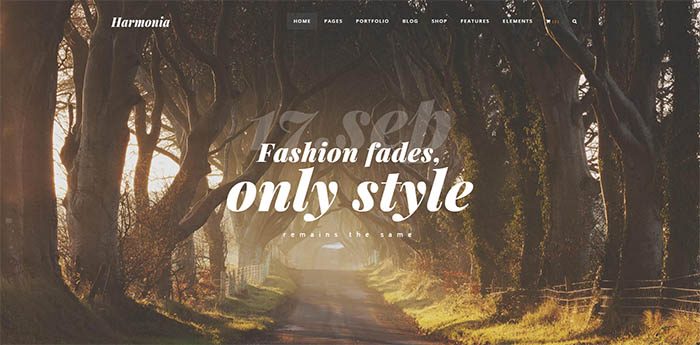 Harmonia
HOME PAGES PORTFOLIO BLOG SHOP FEATURES ELEMENTS
17.sep
Fashion fades,
only style
remains the same